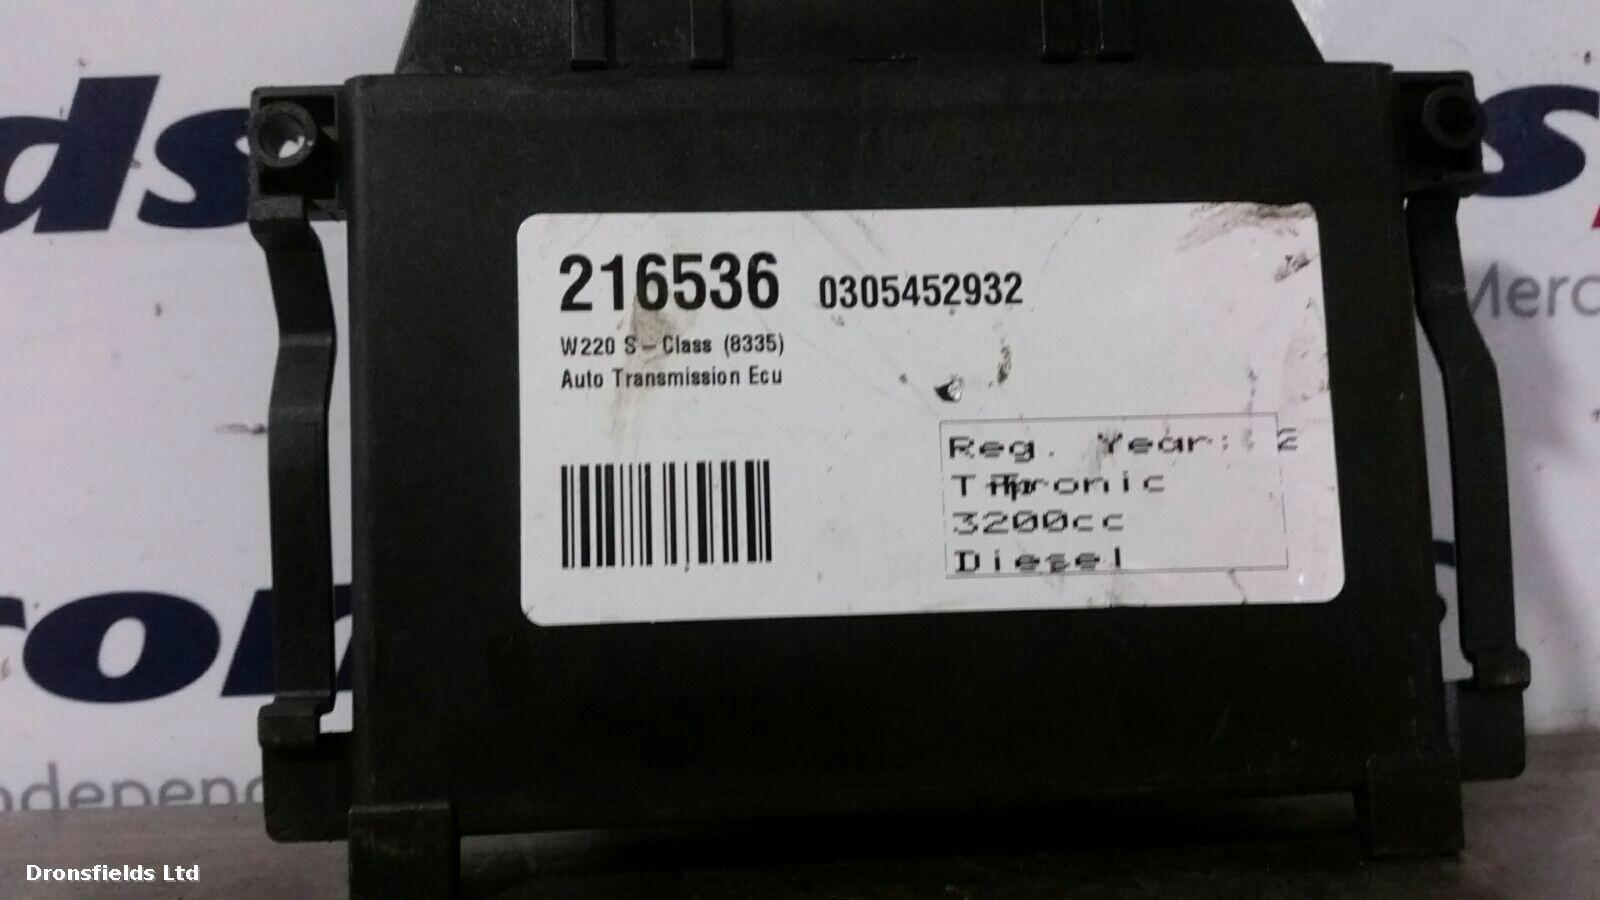 216536 0305452932
W220 S - Class (8335)
Auto Transmission Ecu
Reg. Year:
3200cc
Diesel
Dronsfields Ltd